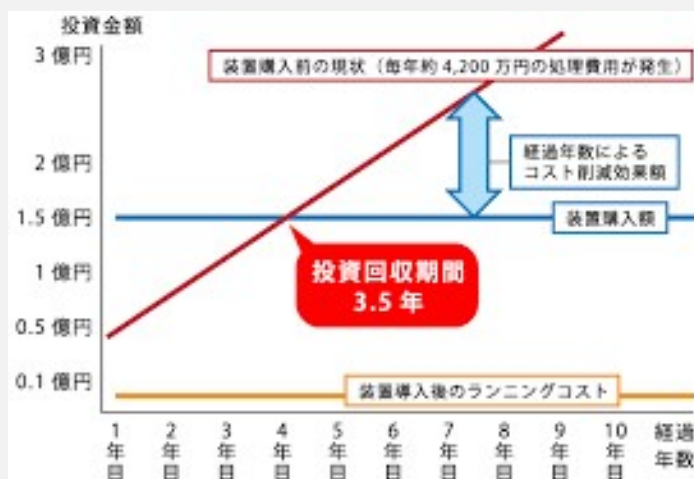 投資金額
3 億円
装置購入前の現状（毎年約 4,200 万円の処理費用が発生）
2 億円
経過年数による
コスト削減効果額
1.5 億円
装置購入額
1 億円
投資回収期間
3.5 年
0.5 億円
0.1 億円
装置導入後のランニングコスト
1年目
2年目
3年目
4年目
5年目
6年目
7年目
8年目
9年目
10年目
経過
年数